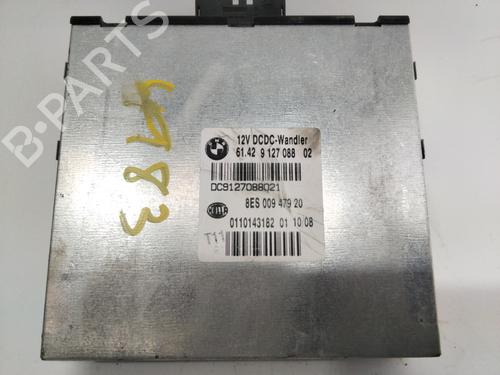 B-PARTS
4983
12V DCDC-Wandler
61.42 9 127 088 02
DC9127088021
8ES 009 479 20
0110143182 01 10 08
T11